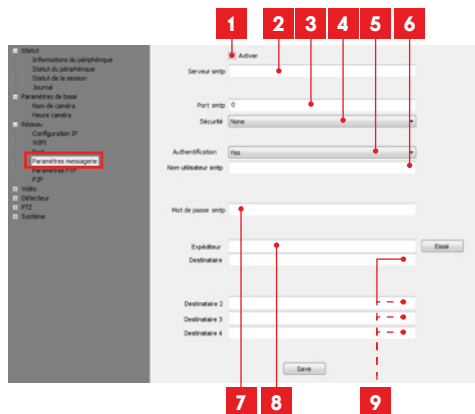 1 2 3 4 5 6
Statut
Informations du périphérique
Statut du périphérique
Statut de la session
Journal
Paramètres de base
Nom de caméra
Heure caméra
Réseau
Configuration IP
WIFI
Paramètres messagerie
Paramètres FTP
P2P
Vidéo
Détecteur
PTZ
Système
Activer
Serveur smtp
Port smtp 0
Sécurité None
Authentification Yes
Nom utilisateur smtp
Mot de passe smtp
Expéditeur Essai
Destinataire
Destinataire 2
Destinataire 3
Destinataire 4
Save
7 8 9